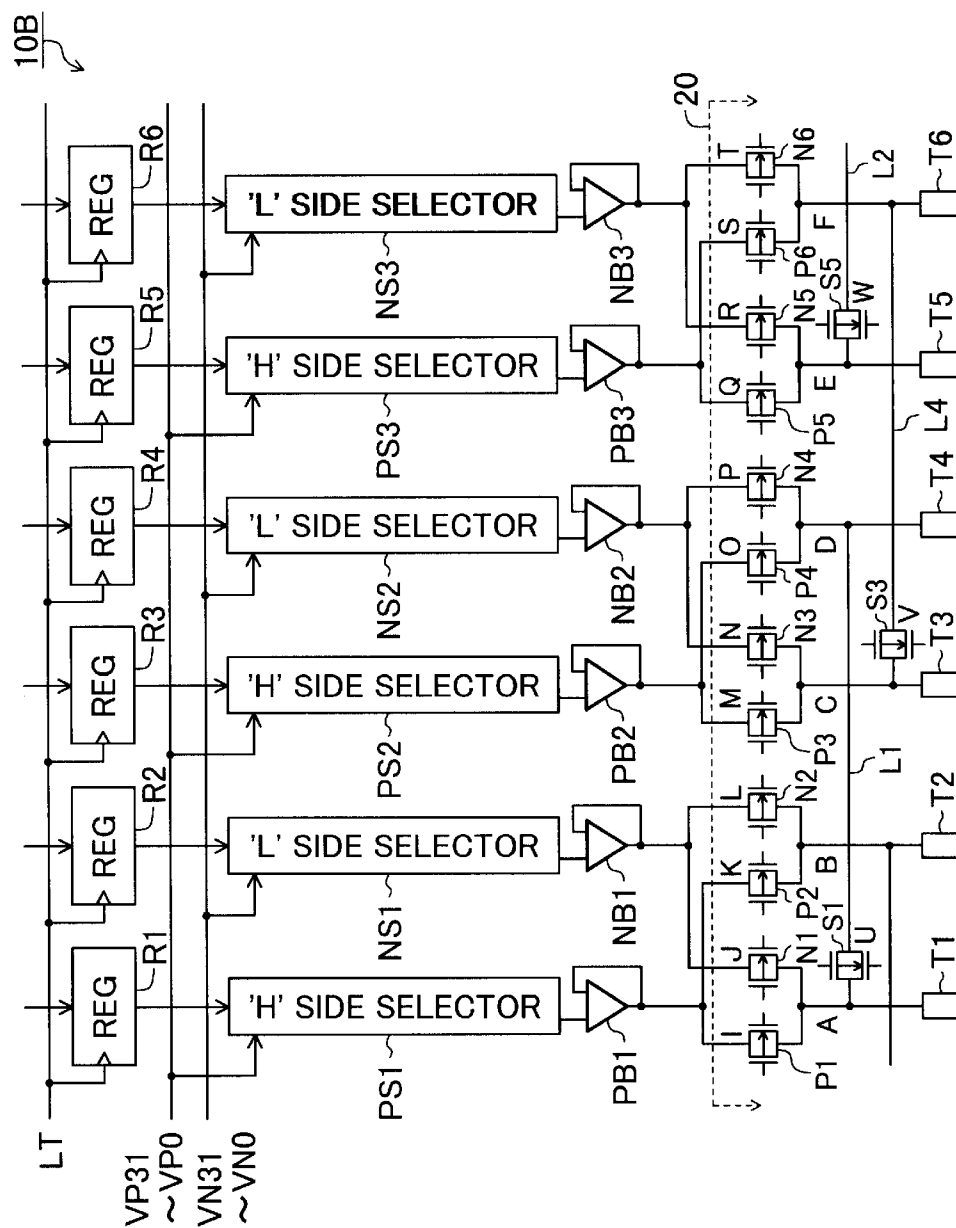 10B
LT
VP31
~VP0
VN31
~VN0
REG REG REG REG REG REG
R1 R2 R3 R4 R5 R6
'H' SIDE SELECTOR
'L' SIDE SELECTOR
'H' SIDE SELECTOR
'L' SIDE SELECTOR
'H' SIDE SELECTOR
'L' SIDE SELECTOR
PS1 NS1 PS2 NS2 PS3 NS3
PB1 NB1 PB2 NB2 PB3 NB3
20
I J K L M N O P Q R S T
P1 N1 P2 N2 P3 N3 P4 N4 P5 N5 P6 N6
A B C D E F
S1 S3 S5
U V W
L1 L4 L2
T1 T2 T3 T4 T5 T6